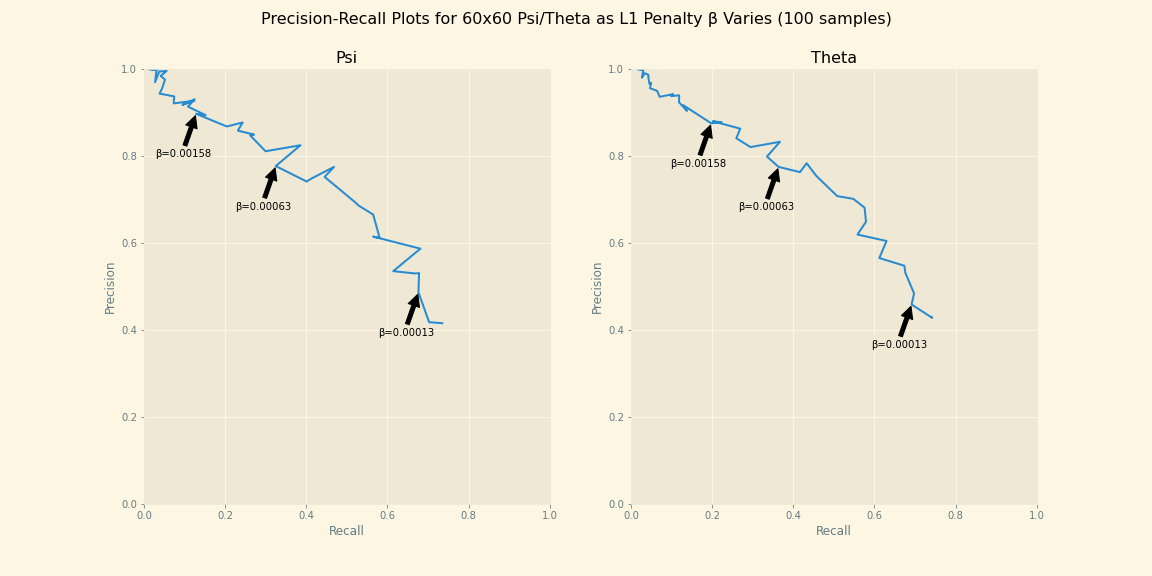 Precision-Recall Plots for 60x60 Psi/Theta as L1 Penalty β Varies (100 samples)
Psi
1.0
0.8
0.6
0.4
0.2
0.0
Precision
β=0.00158
β=0.00063
β=0.00013
0.0 0.2 0.4 0.6 0.8 1.0
Recall
Theta
1.0
0.8
0.6
0.4
0.2
0.0
Precision
β=0.00158
β=0.00063
β=0.00013
0.0 0.2 0.4 0.6 0.8 1.0
Recall